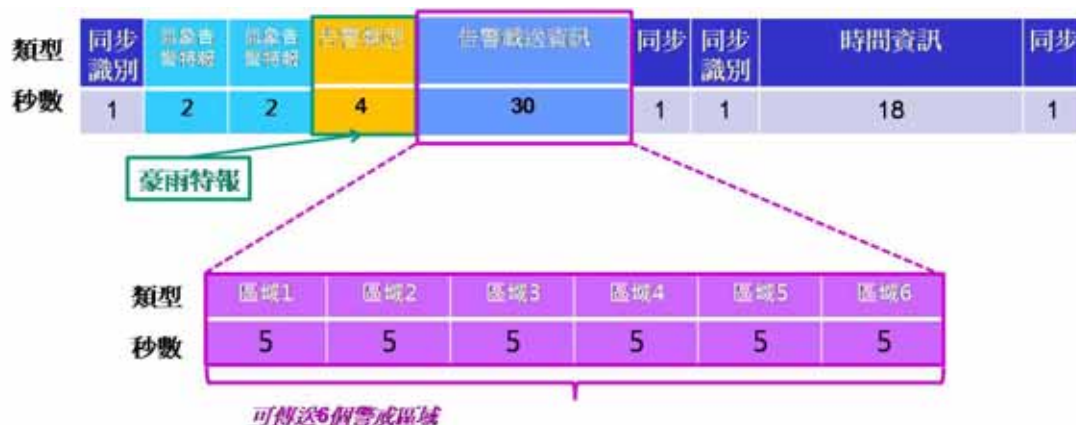 類型 同步識別 氣象告警特報 氣象告警特報 告警類型 告警載送資訊 同步 同步識別 時間資訊 同步
秒數 1 2 2 4 30 1 1 18 1
豪雨特報
類型 區域1 區域2 區域3 區域4 區域5 區域6
秒數 5 5 5 5 5 5
可傳送6個警戒區域